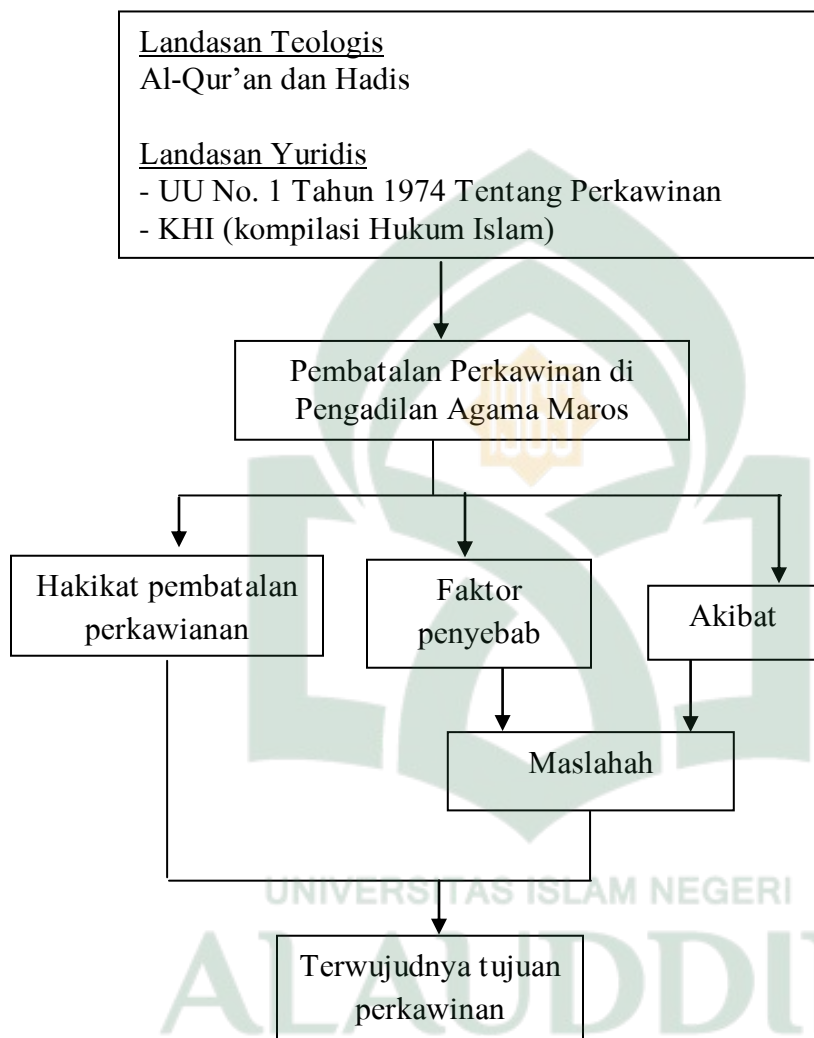 Landasan Teologis
Al-Qur’an dan Hadis
Landasan Yuridis
- UU No. 1 Tahun 1974 Tentang Perkawinan
- KHI (kompilasi Hukum Islam)
Pembatalan Perkawinan di
Pengadilan Agama Maros
1965
Hakikat pembatalan
perkawianan
Faktor
penyebab
Akibat
Maslahah
UNIVERSITAS ISLAM NEGERI
ALAUDDI
Terwujudnya tujuan
perkawinan